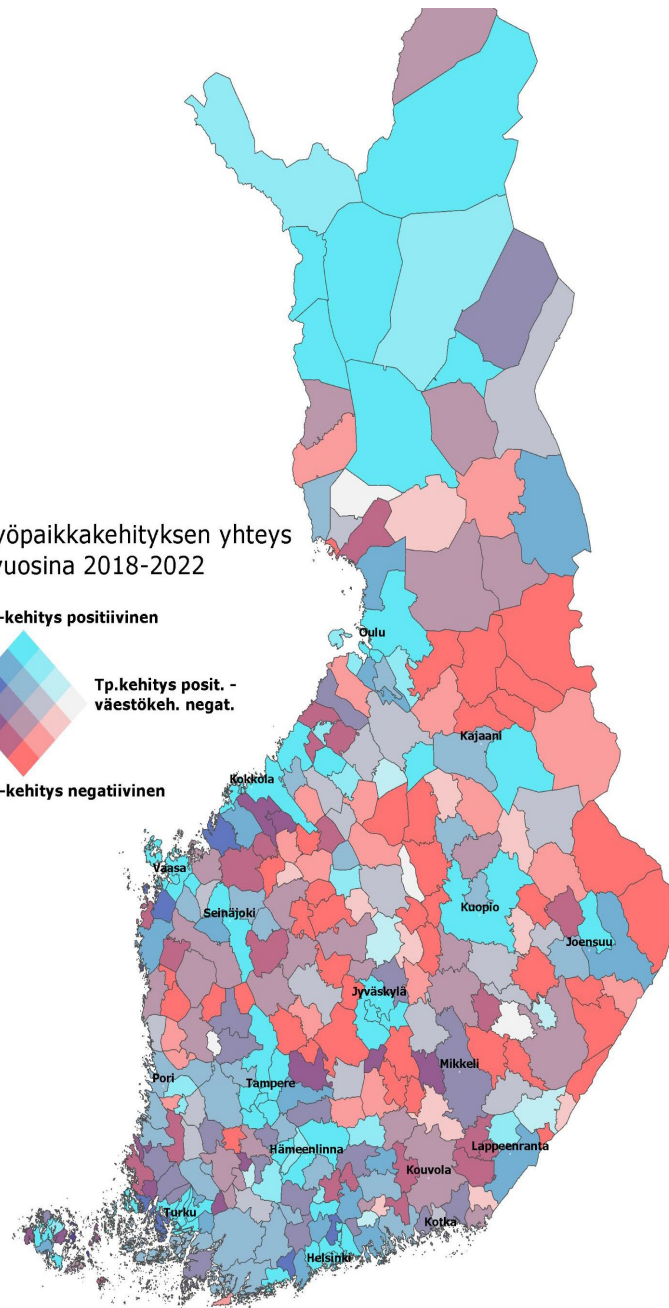 yöpaikkakehityksen yhteys
vuosina 2018-2022
-kehitys positiivinen
Tp.kehitys posit. -
väestökeh. negat.
-kehitys negatiivinen
Oulu
Kajaani
Kokkola
Vaasa
Seinäjoki
Kuopio
Joensuu
Jyväskylä
Mikkeli
Pori
Tampere
Hämeenlinna
Lappeenranta
Kouvola
Turku
Kotka
Helsinki